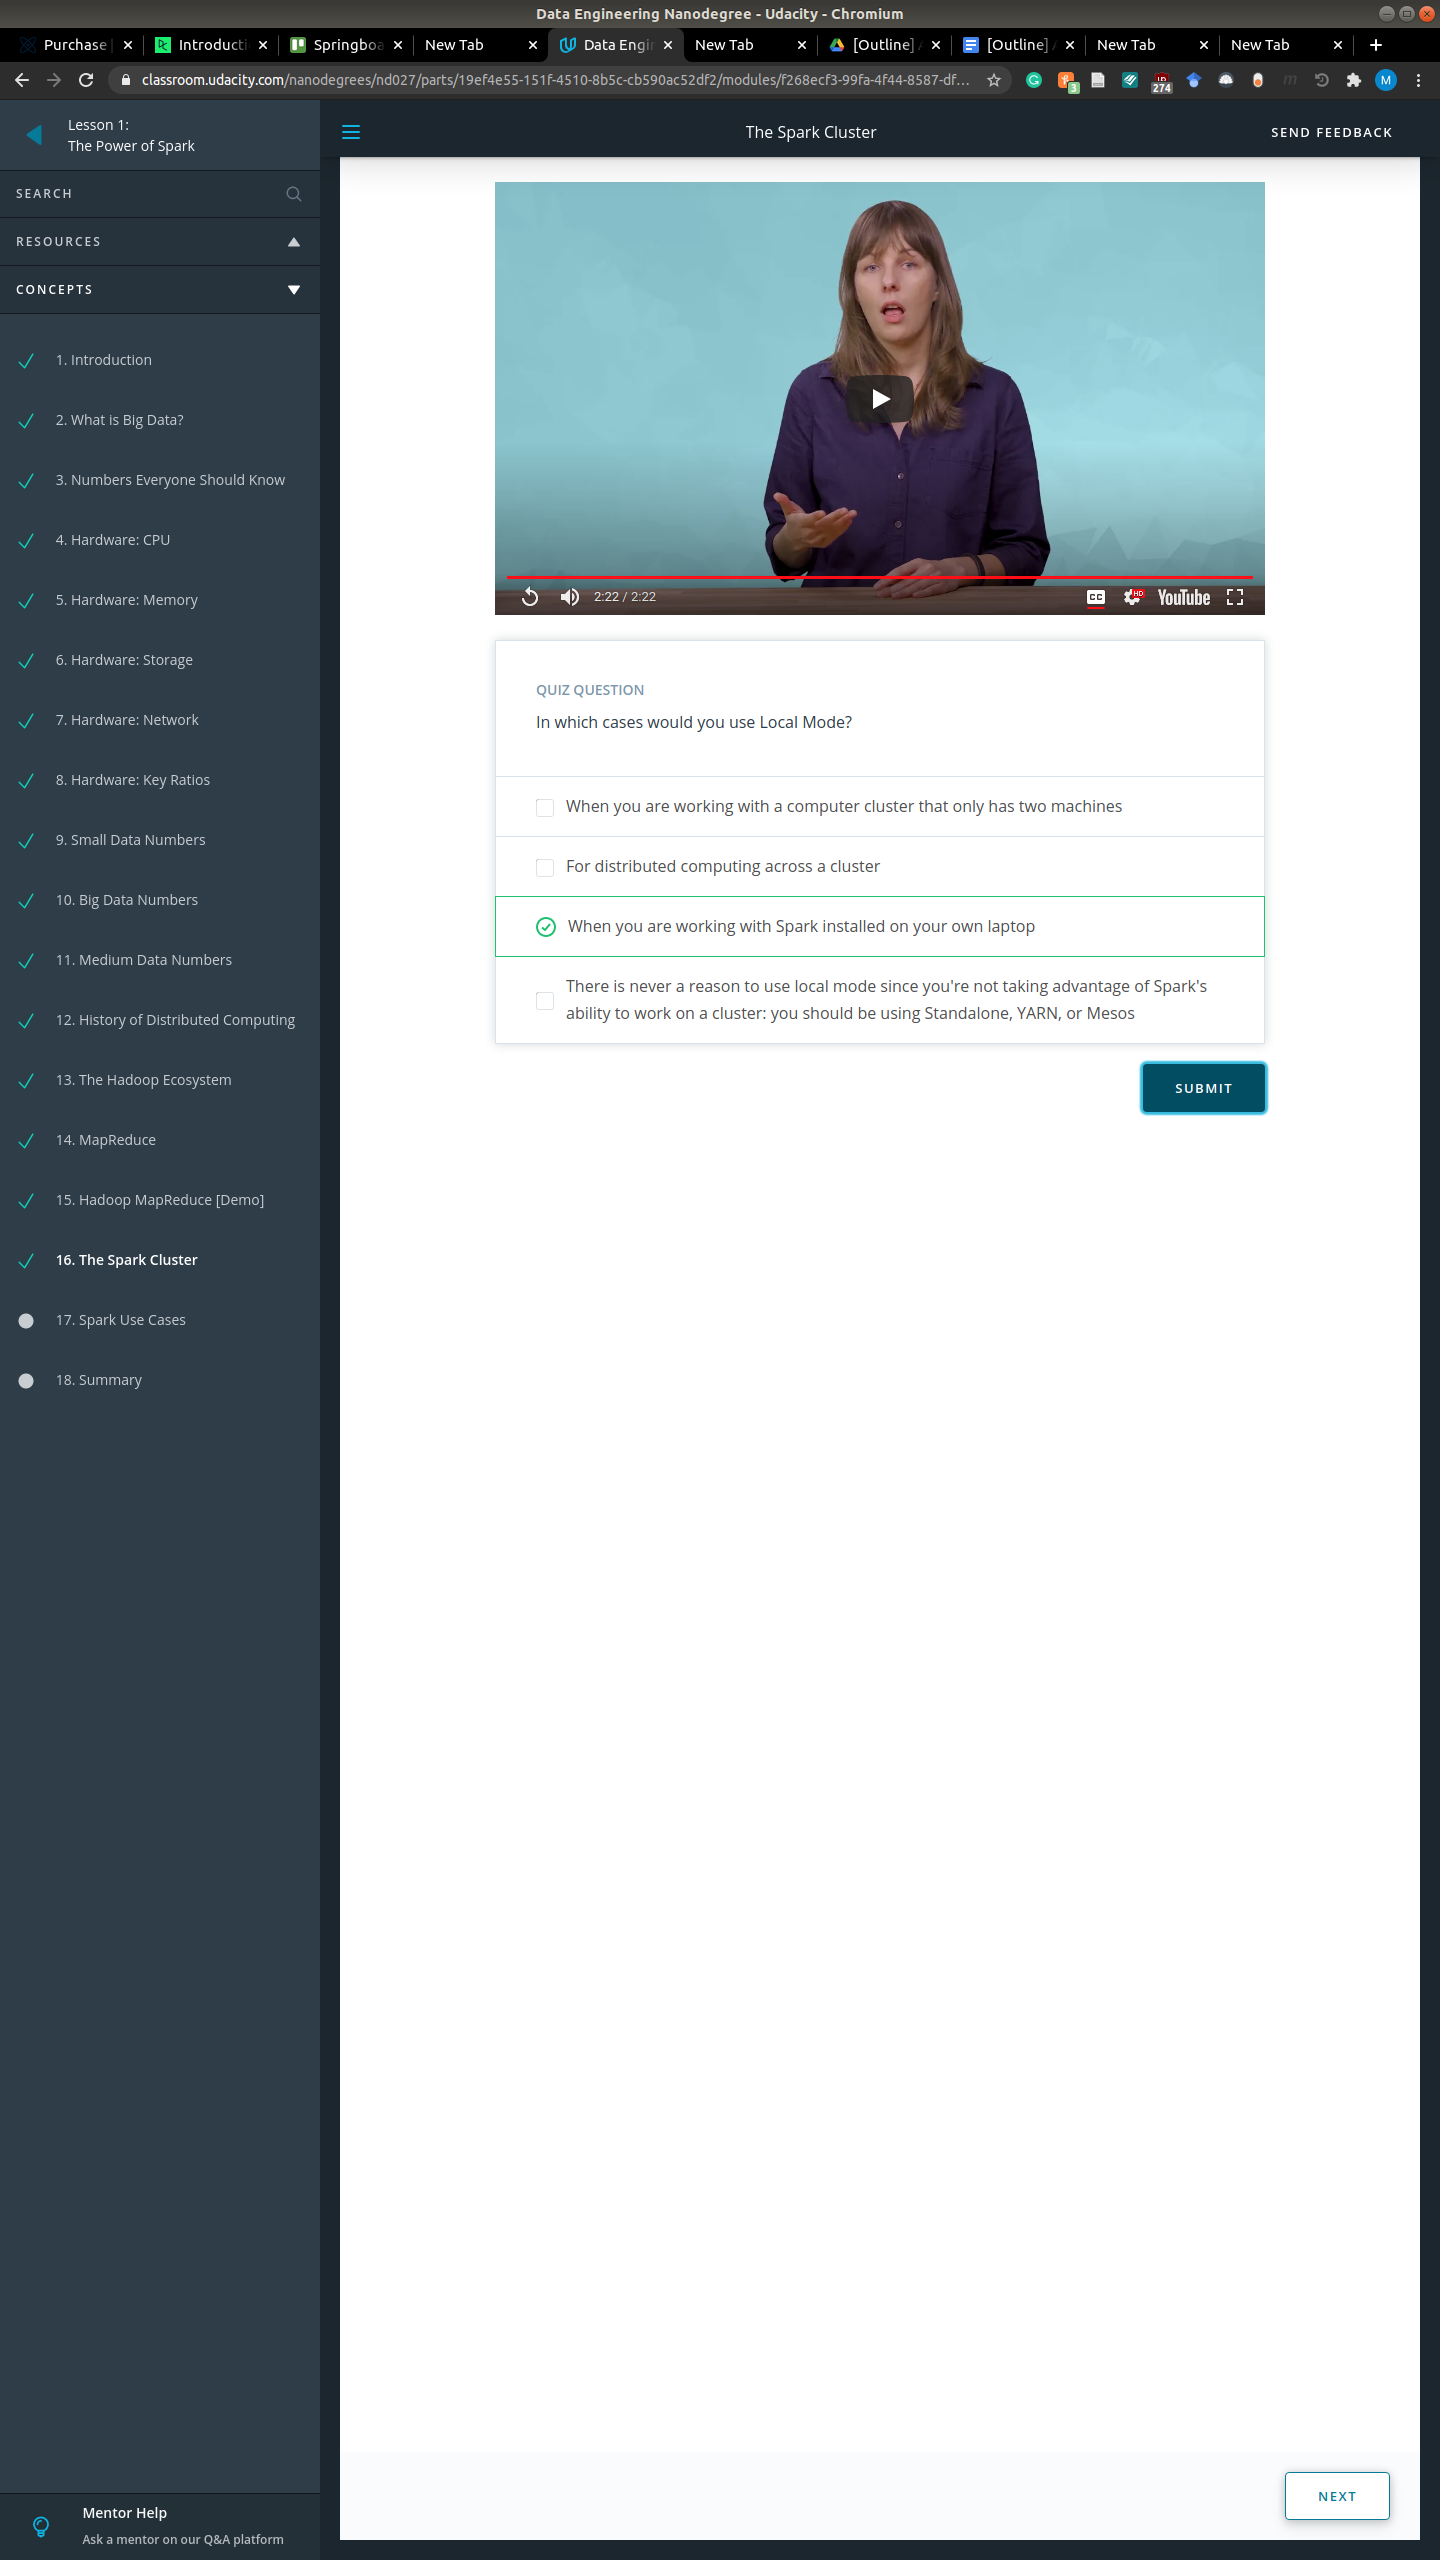 Data Engineering Nanodegree - Udacity - Chromium
Purchase
Introducti
Springboa
New Tab
Data Engin
New Tab
[Outline]
[Outline]
New Tab
New Tab
classroom.udacity.com/nanodegrees/nd027/parts/19ef4e55-151f-4510-8b5c-cb590ac52df2/modules/f268ecf3-99fa-4f44-8587-df...
3
274
M
Lesson 1:
The Power of Spark
The Spark Cluster
SEND FEEDBACK
SEARCH
RESOURCES
CONCEPTS
1. Introduction
2. What is Big Data?
3. Numbers Everyone Should Know
4. Hardware: CPU
5. Hardware: Memory
6. Hardware: Storage
7. Hardware: Network
8. Hardware: Key Ratios
9. Small Data Numbers
10. Big Data Numbers
11. Medium Data Numbers
12. History of Distributed Computing
13. The Hadoop Ecosystem
14. MapReduce
15. Hadoop MapReduce [Demo]
16. The Spark Cluster
17. Spark Use Cases
18. Summary
Mentor Help
Ask a mentor on our Q&A platform
2:22 / 2:22
CC
HD
YouTube
QUIZ QUESTION
In which cases would you use Local Mode?
When you are working with a computer cluster that only has two machines
For distributed computing across a cluster
When you are working with Spark installed on your own laptop
There is never a reason to use local mode since you're not taking advantage of Spark's
ability to work on a cluster: you should be using Standalone, YARN, or Mesos
SUBMIT
NEXT